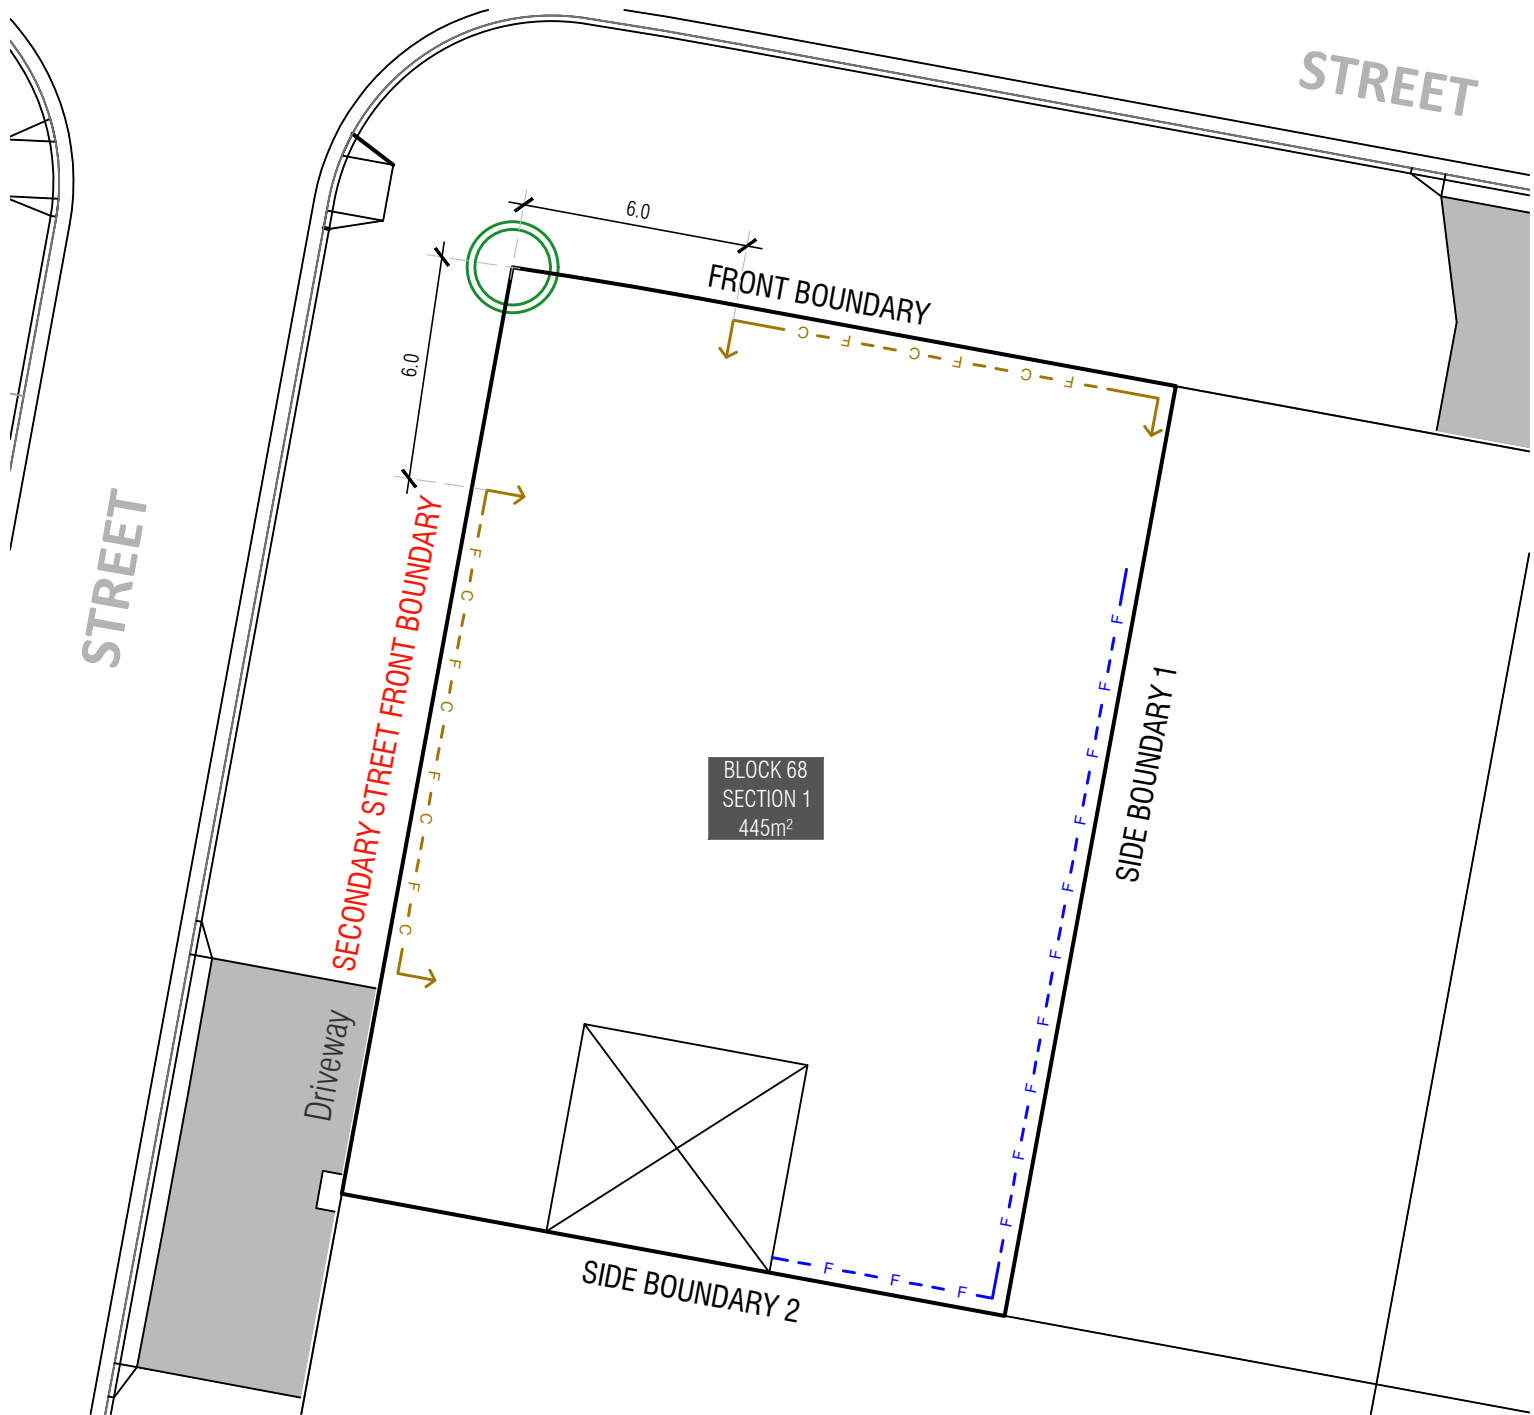 STREET
6.0
FRONT BOUNDARY
C F C F C F
6.0
STREET
SECONDARY STREET FRONT BOUNDARY
F C F C F C F C
F F F F F F F F F F
SIDE BOUNDARY 1
BLOCK 68
SECTION 1
445m²
Driveway
F F F
SIDE BOUNDARY 2